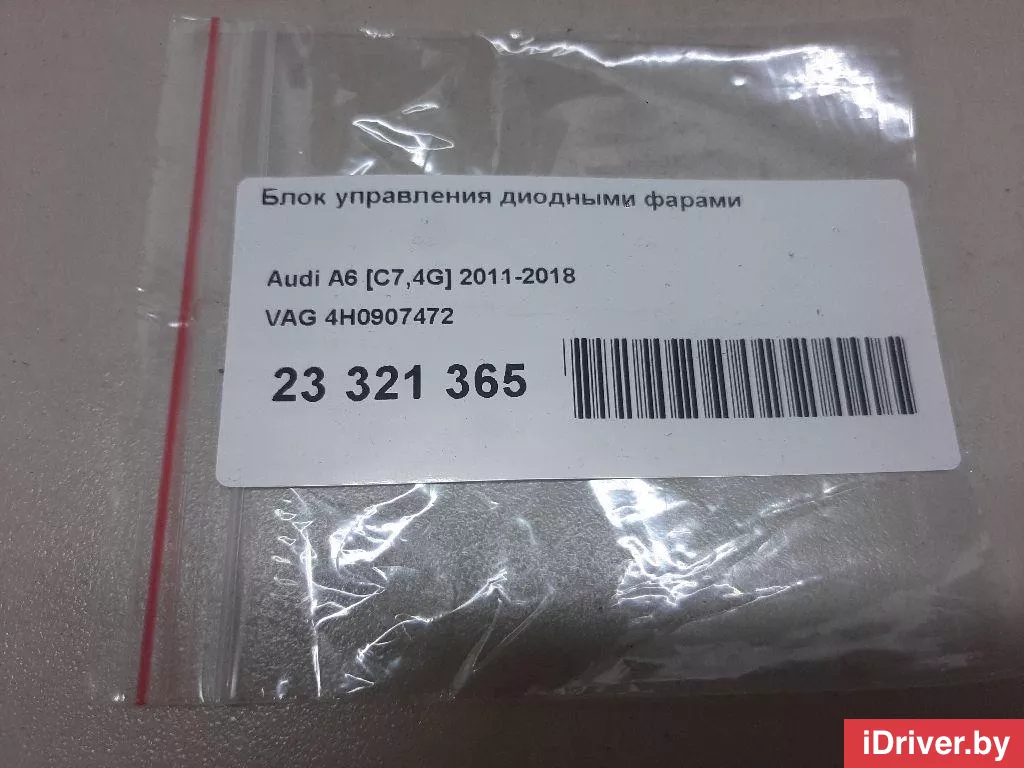 Блок управления диодными фарами
Audi A6 [C7,4G] 2011-2018
VAG 4H0907472
23 321 365
iDriver.by